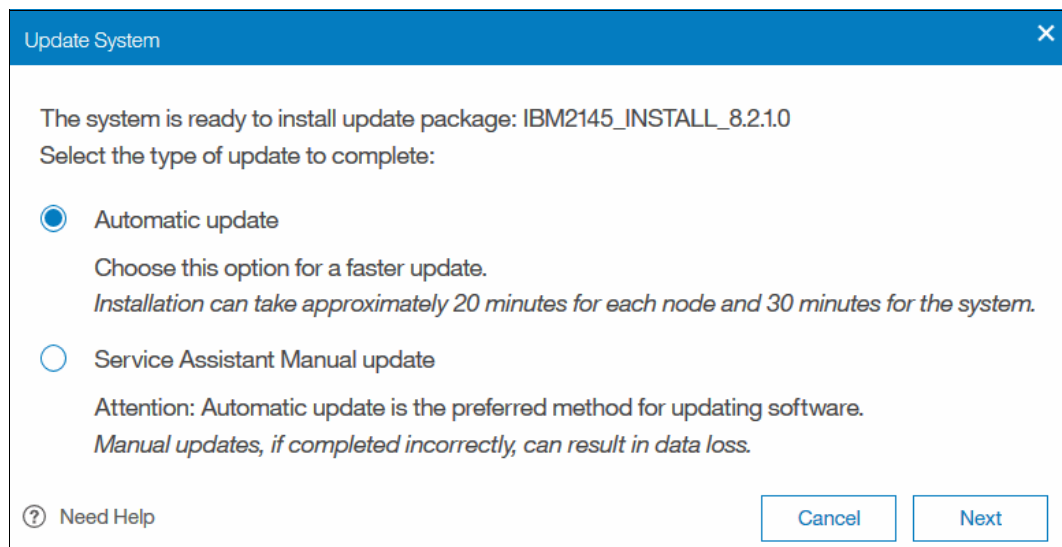 Update System
The system is ready to install update package: IBM2145_INSTALL_8.2.1.0
Select the type of update to complete:
Automatic update
Choose this option for a faster update.
Installation can take approximately 20 minutes for each node and 30 minutes for the system.
Service Assistant Manual update
Attention: Automatic update is the preferred method for updating software.
Manual updates, if completed incorrectly, can result in data loss.
? Need Help
Cancel
Next